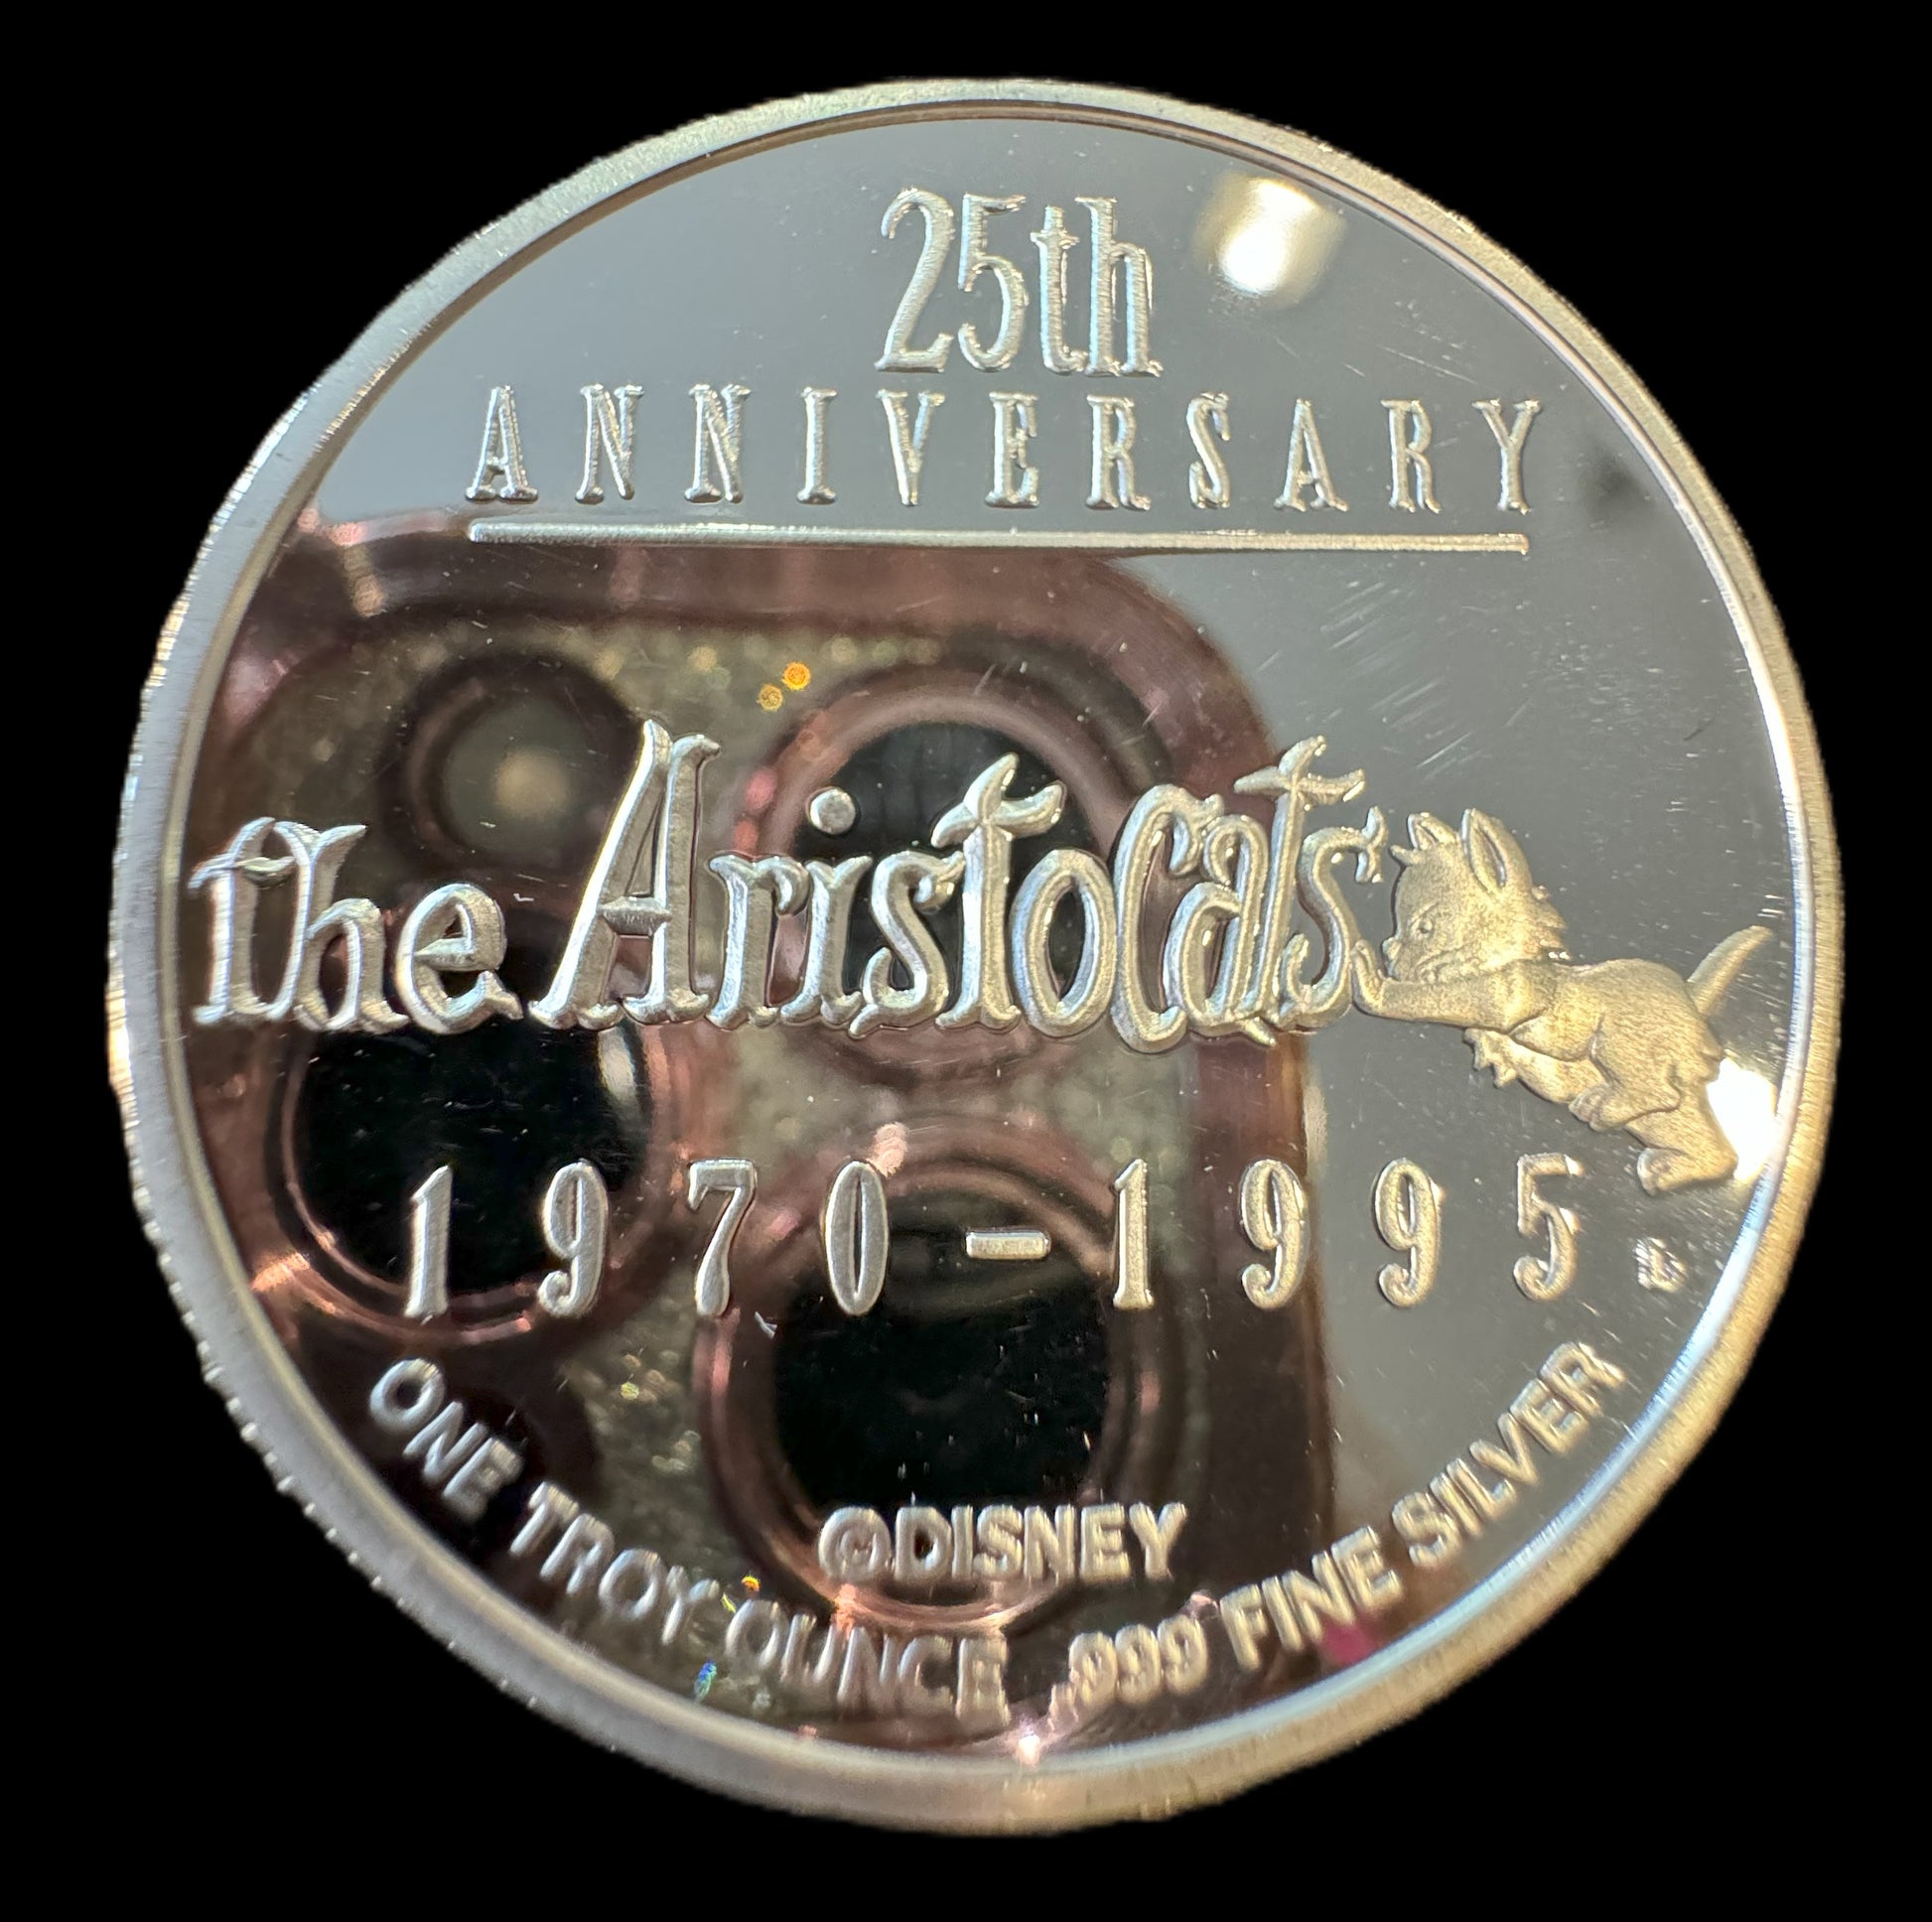 25th
ANNIVERSARY
the AristoCats
1970-1995
©DISNEY
ONE TROY OUNCE .999 FINE SILVER